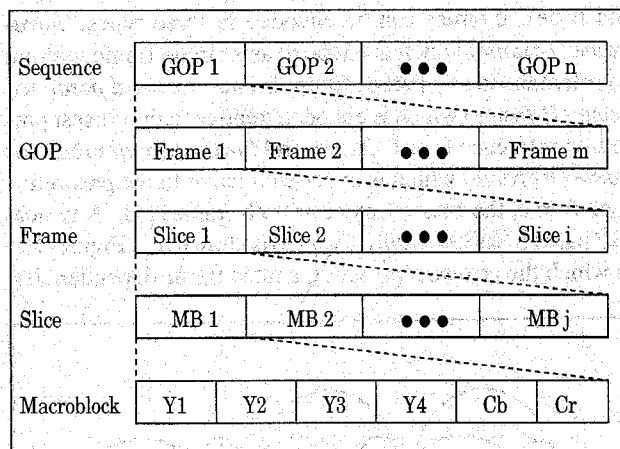 Sequence GOP 1 GOP 2 ●●● GOP n
GOP Frame 1 Frame 2 ●●● Frame m
Frame Slice 1 Slice 2 ●●● Slice i
Slice MB 1 MB 2 ●●● MB j
Macroblock Y1 Y2 Y3 Y4 Cb Cr